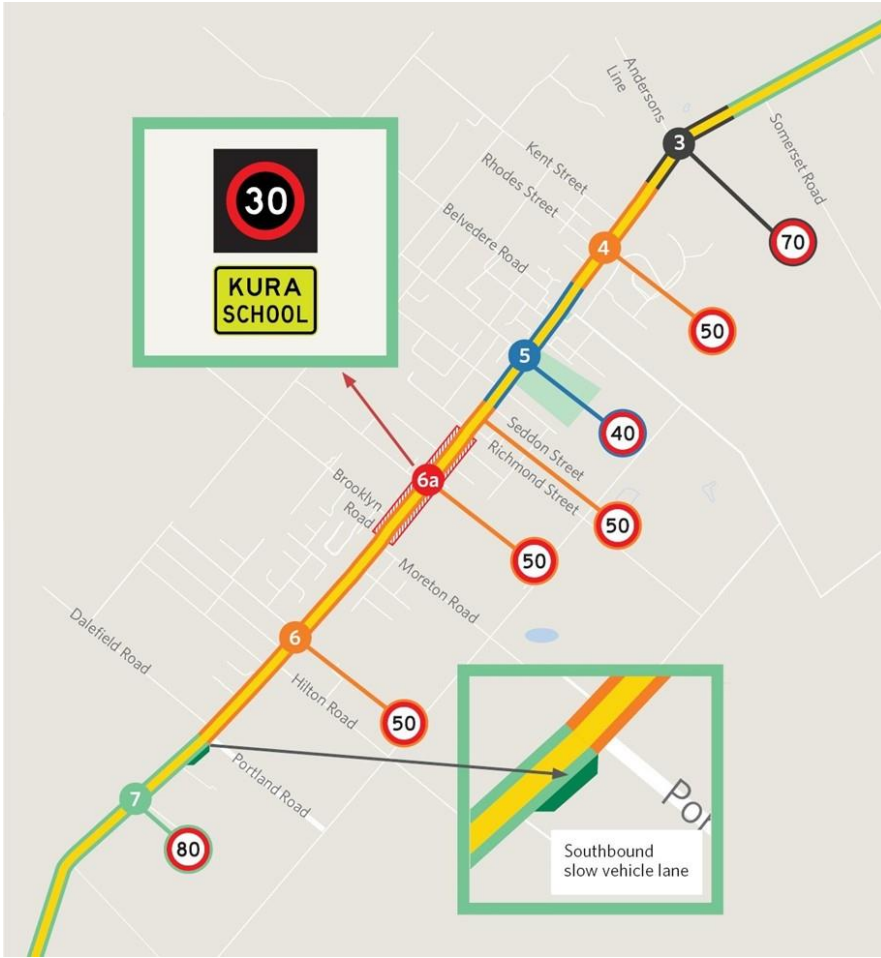 Andersons
Line
Somerset Road
3
Kent Street
Rhodes Street
Belvedere Road
70
4
50
30
KURA
SCHOOL
5
40
Seddon Street
Richmond Street
6a
Brooklyn
Road
50
50
Moreton Road
Dalefield Road
6
Hilton Road
50
Portland Road
7
80
Por
Southbound
slow vehicle lane